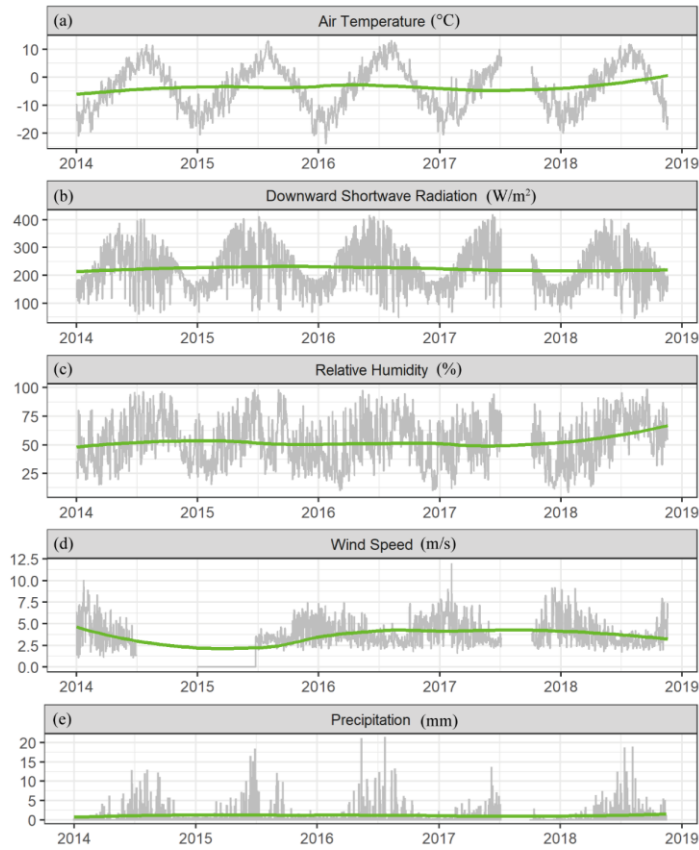 (a) Air Temperature (°C)
10
0
-10
-20
2014 2015 2016 2017 2018 2019
(b) Downward Shortwave Radiation (W/m²)
400
300
200
100
2014 2015 2016 2017 2018 2019
(c) Relative Humidity (%)
100
75
50
25
2014 2015 2016 2017 2018 2019
(d) Wind Speed (m/s)
12.5
10.0
7.5
5.0
2.5
0.0
2014 2015 2016 2017 2018 2019
(e) Precipitation (mm)
20
15
10
5
0
2014 2015 2016 2017 2018 2019